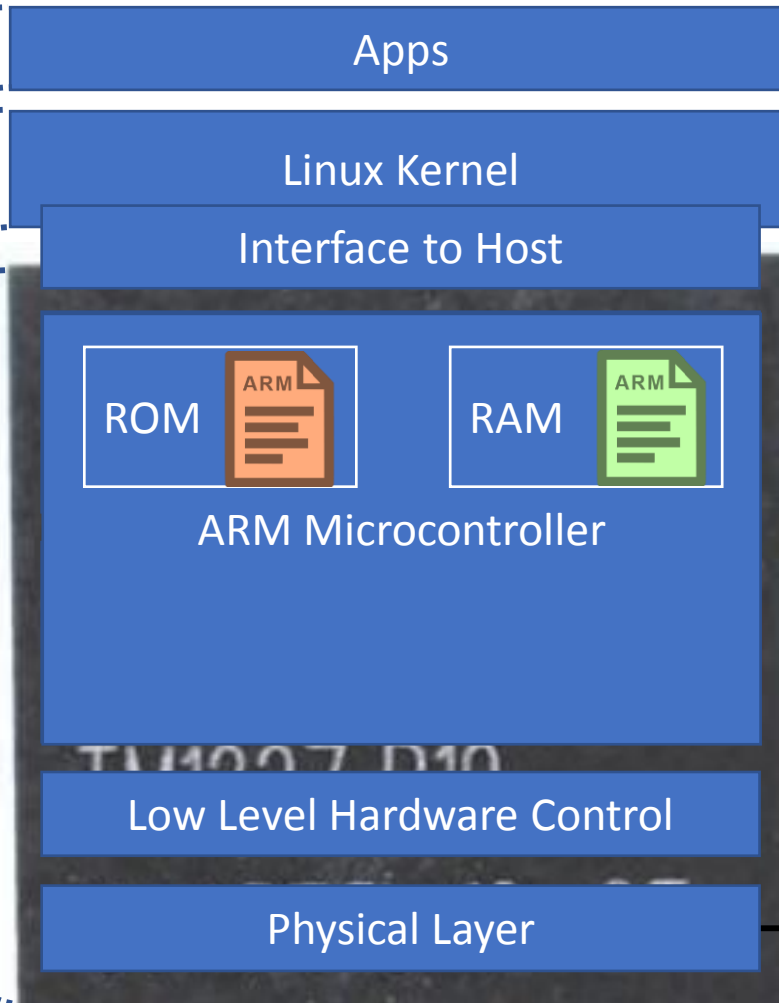 Apps
Linux Kernel
Interface to Host
ARM
ARM
ROM
RAM
ARM Microcontroller
Low Level Hardware Control
Physical Layer